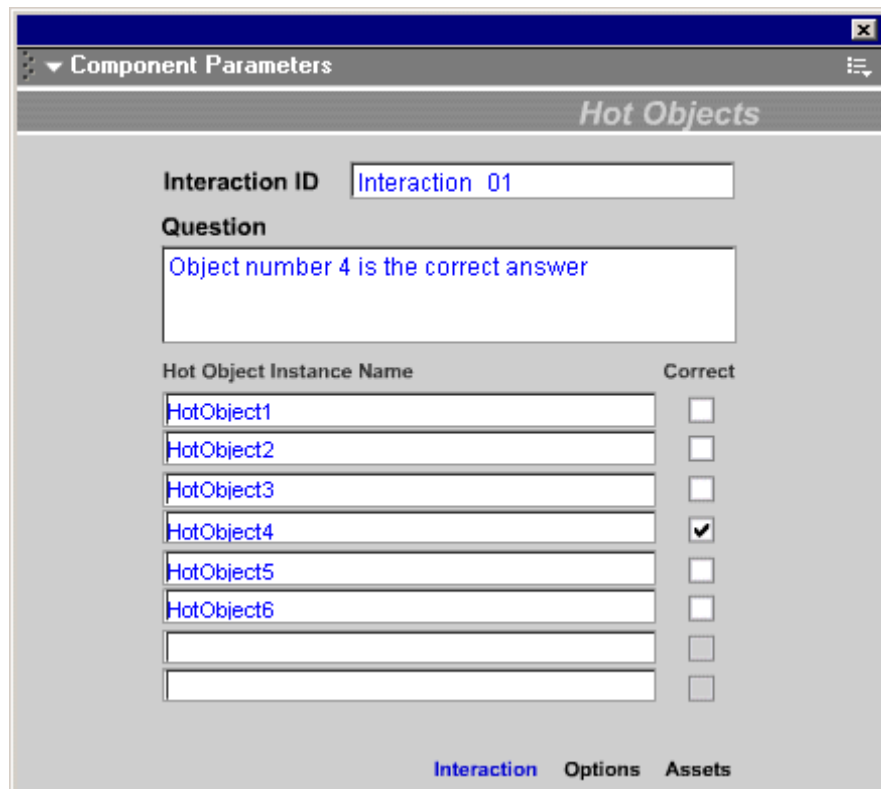 Component Parameters
Hot Objects
Interaction ID Interaction 01
Question
Object number 4 is the correct answer
Hot Object Instance Name Correct
HotObject1
HotObject2
HotObject3
HotObject4
HotObject5
HotObject6
Interaction Options Assets